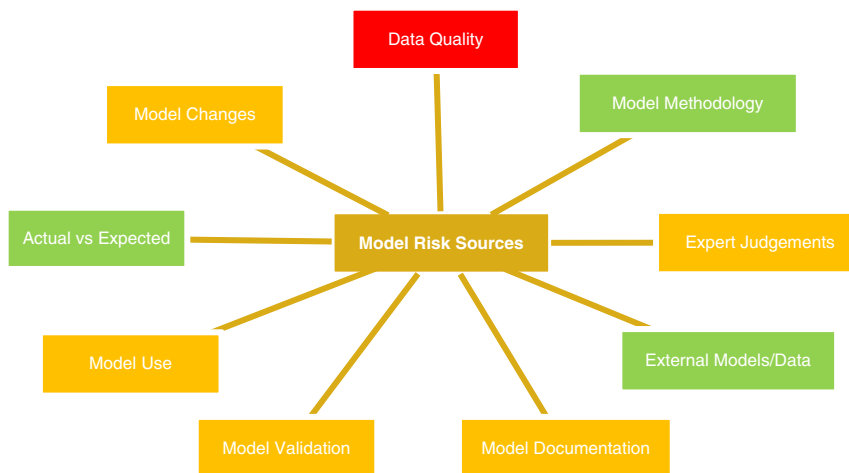 Data Quality
Model Changes
Model Methodology
Actual vs Expected
Model Risk Sources
Expert Judgements
Model Use
External Models/Data
Model Validation
Model Documentation